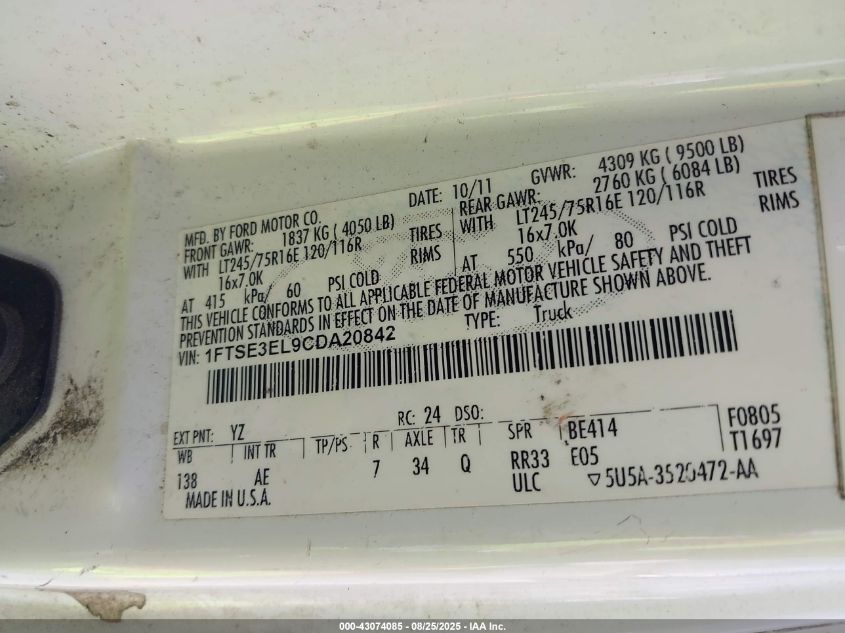 MFD. BY FORD MOTOR CO.
DATE: 10/11
GVWR: 4309 KG ( 9500 LB)
FRONT GAWR: 1837 KG ( 4050 LB)
REAR GAWR: 2760 KG ( 6084 LB)
WITH LT245/75R16E 120/116R TIRES
WITH LT245/75R16E 120/116R TIRES
16x7.0K RIMS
16x7.0K RIMS
AT 415 kPa/ 60 PSI COLD
AT 550 kPa/ 80 PSI COLD
THIS VEHICLE CONFORMS TO ALL APPLICABLE FEDERAL MOTOR VEHICLE SAFETY AND THEFT
PREVENTION STANDARDS IN EFFECT ON THE DATE OF MANUFACTURE SHOWN ABOVE.
VIN: 1FTSE3EL9CDA20842
TYPE: Truck
RC: 24 DSO:
EXT PNT: YZ
F0805
WB INT TR TP/PS R AXLE TR SPR BE414
T1697
138 AE 7 34 Q RR33 E05
MADE IN U.S.A.
ULC ▽5U5A-3520472-AA
000-43074085 - 08/25/2025 - IAA Inc.